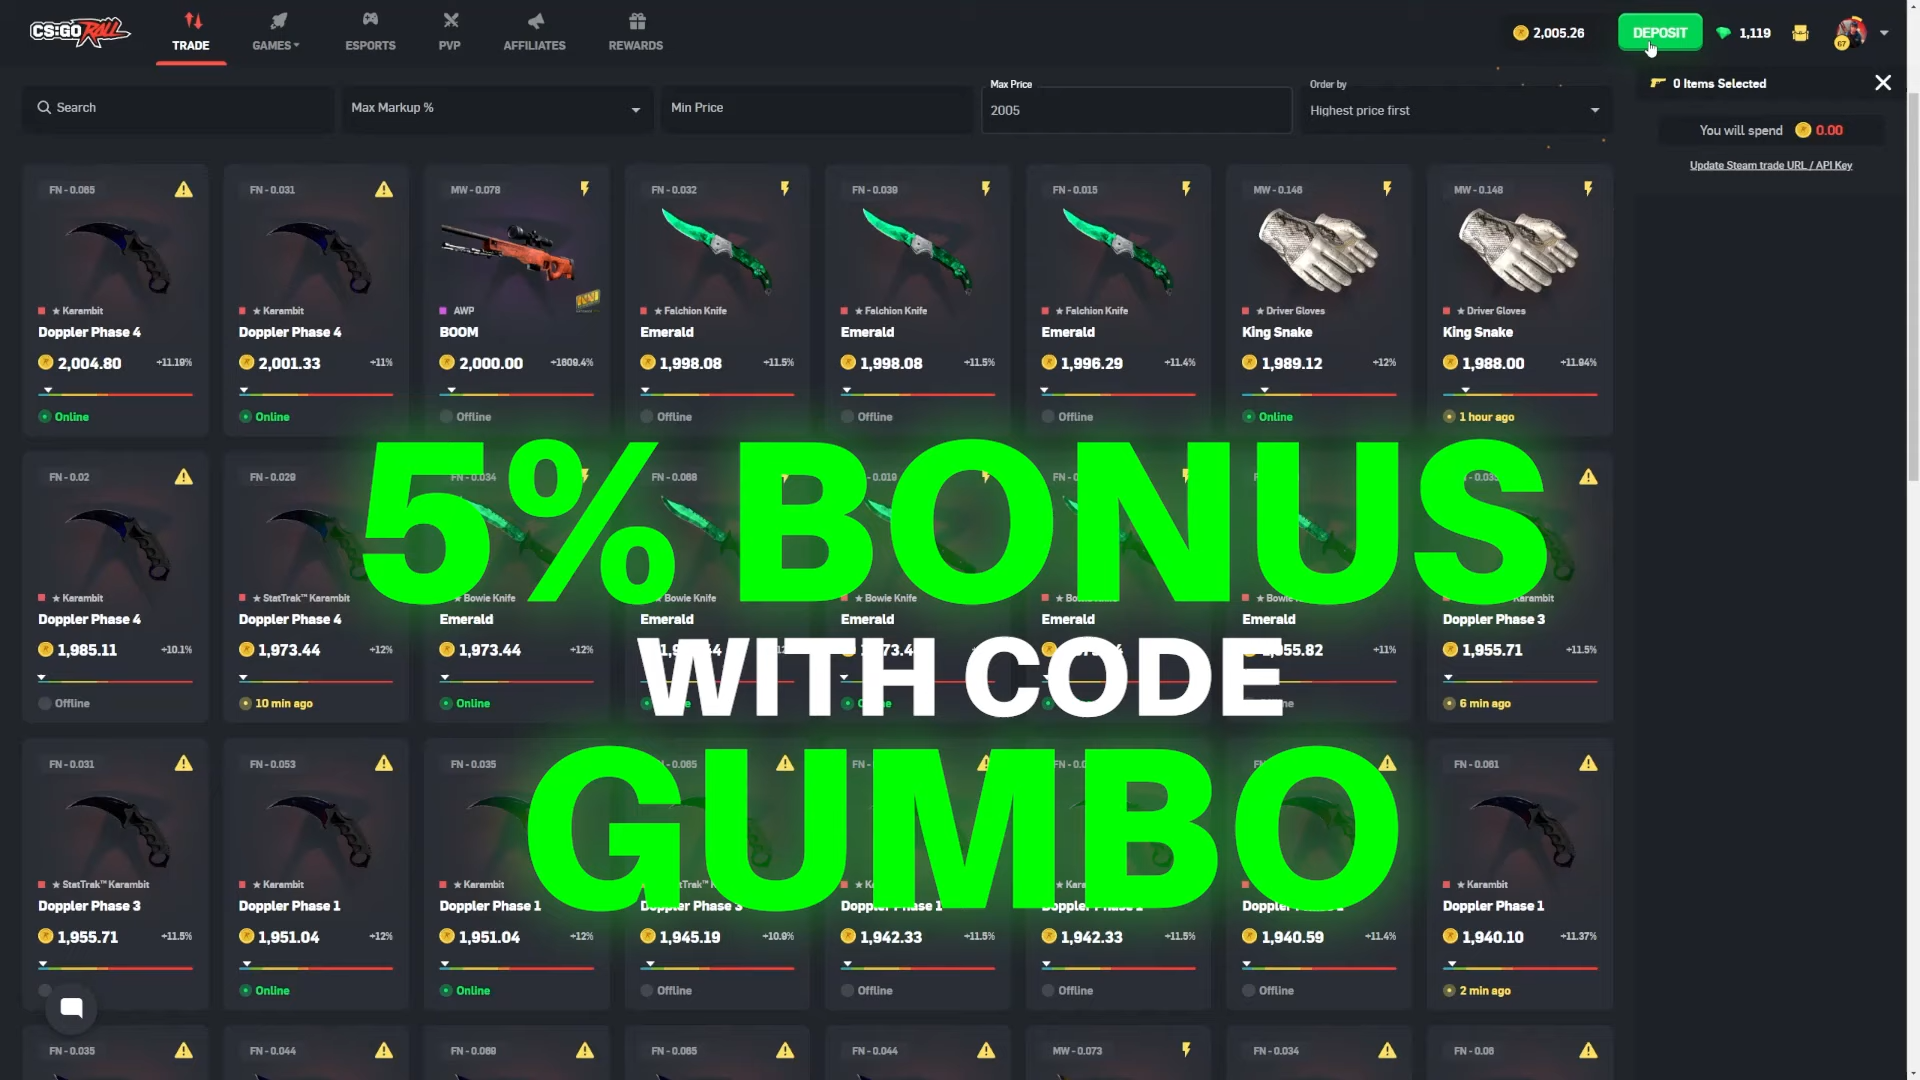 CS:GO ROLL
TRADE
GAMES
ESPORTS
PVP
AFFILIATES
REWARDS
2,005.26
DEPOSIT
1,119
67
Search
Max Markup %
Min Price
Max Price
2005
Order by
Highest price first
0 Items Selected
You will spend 0.00
Update Steam trade URL / API Key
FN - 0.065
★ Karambit
Doppler Phase 4
2,004.80 +11.19%
Online
FN - 0.031
★ Karambit
Doppler Phase 4
2,001.33 +11%
Online
MW - 0.078
AWP
BOOM
2,000.00 +1609.4%
Offline
FN - 0.032
★ Falchion Knife
Emerald
1,998.08 +11.5%
Offline
FN - 0.039
★ Falchion Knife
Emerald
1,998.08 +11.5%
Offline
FN - 0.015
★ Falchion Knife
Emerald
1,996.29 +11.4%
Offline
MW - 0.146
★ Driver Gloves
King Snake
1,989.12 +12%
Online
MW - 0.148
★ Driver Gloves
King Snake
1,988.00 +11.94%
1 hour ago
5% BONUS
WITH CODE
GUMBO
FN - 0.02
★ Karambit
Doppler Phase 4
1,985.11 +10.1%
Offline
FN - 0.029
★ StatTrak™ Karambit
Doppler Phase 4
1,973.44 +12%
10 min ago
FN - 0.034
★ Bowie Knife
Emerald
1,973.44 +12%
Online
FN - 0.068
Bowie Knife
Emerald
★ Bowie Knife
Emerald
Emerald
Emerald
+11%
Karambit
Doppler Phase 3
1,955.71 +11.5%
6 min ago
FN - 0.031
★ StatTrak™ Karambit
Doppler Phase 3
1,955.71 +11.5%
FN - 0.053
★ Karambit
Doppler Phase 1
1,951.04 +12%
Online
FN - 0.035
★ Karambit
Doppler Phase 1
1,951.04 +12%
Online
1,945.19 +10.9%
Offline
1,942.33 +11.5%
Offline
1,942.33 +11.5%
Offline
1,940.59 +11.4%
Offline
FN - 0.061
★ Karambit
Doppler Phase 1
1,940.10 +11.37%
2 min ago
FN - 0.035
FN - 0.044
FN - 0.069
FN - 0.065
FN - 0.044
MW - 0.073
FN - 0.034
FN - 0.06